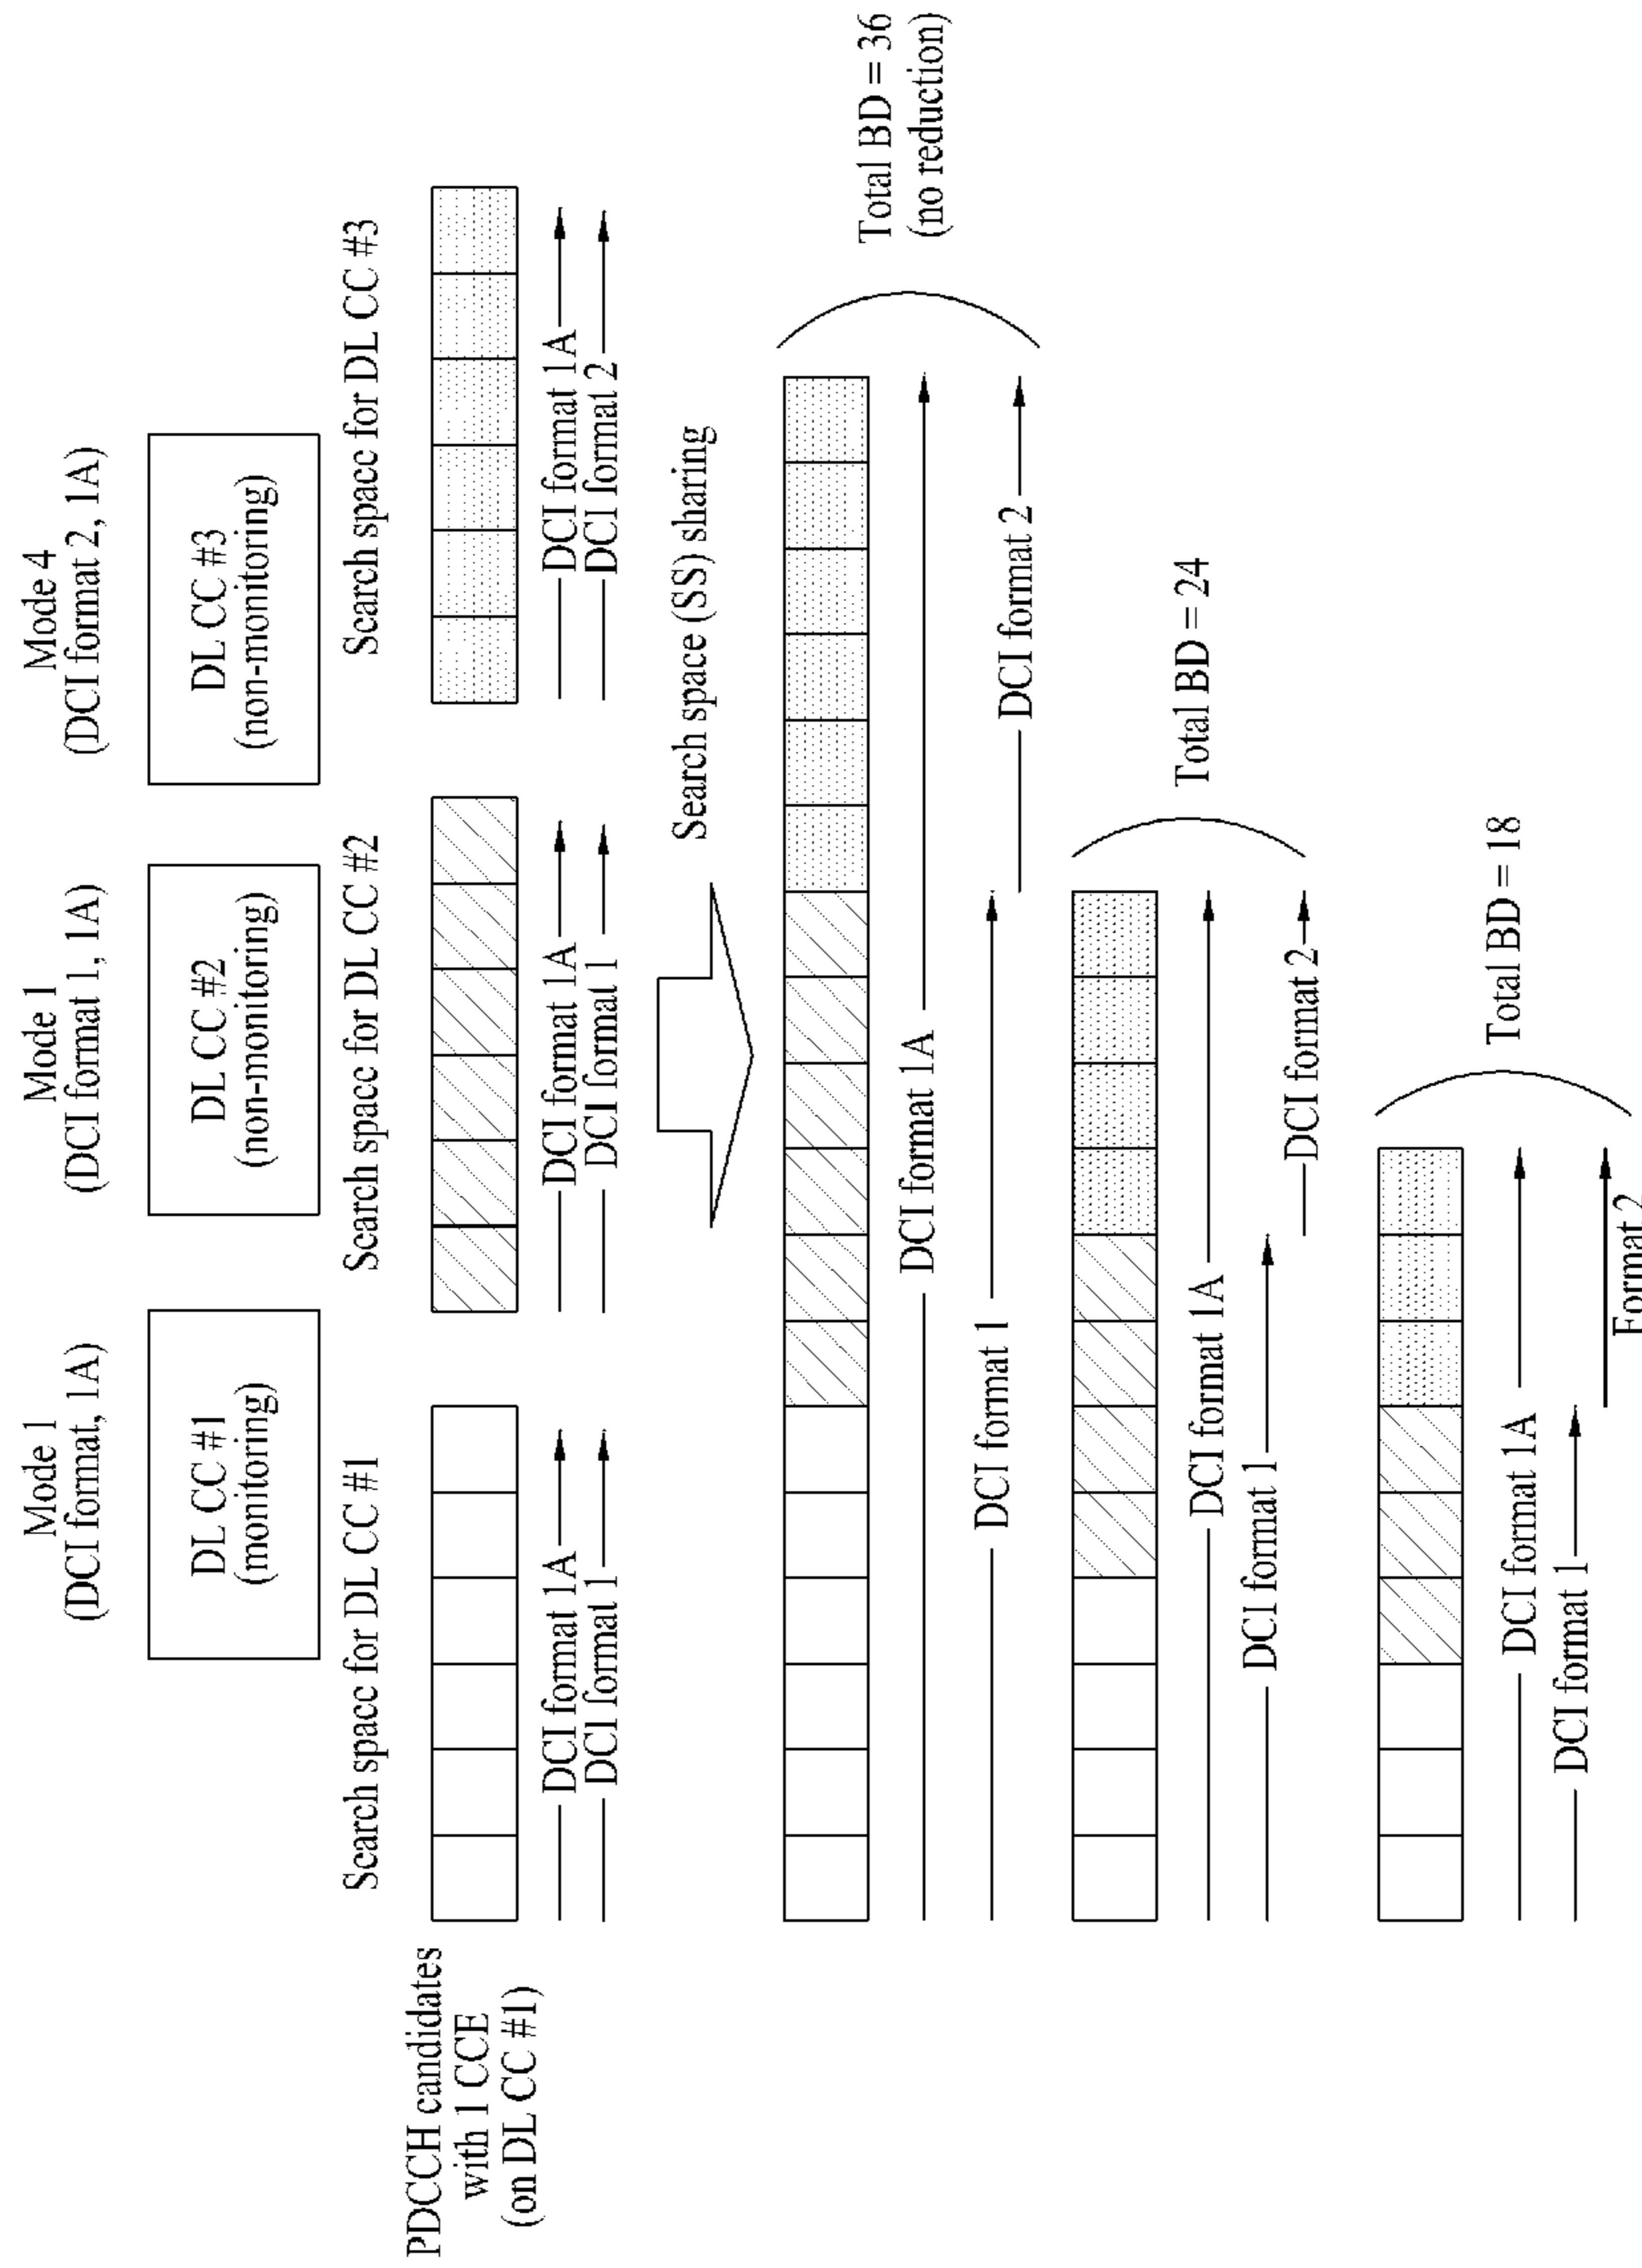 Mode 1
(DCI format, 1A)
Mode 1
(DCI format 1, 1A)
Mode 4
(DCI format 2, 1A)
DL CC #1
(monitoring)
DL CC #2
(non-monitoring)
DL CC #3
(non-monitoring)
Search space for DL CC #1
Search space for DL CC #2
Search space for DL CC #3
PDCCH candidates
with 1 CCE
(on DL CC #1)
DCI format 1A
DCI format 1
DCI format 1A
DCI format 1
DCI format 1A
DCI format 2
Search space (SS) sharing
DCI format 1A
DCI format 1
DCI format 2
Total BD = 36
(no reduction)
DCI format 1A
DCI format 1
DCI format 2
Total BD = 24
DCI format 1A
DCI format 1
Format 2
Total BD = 18